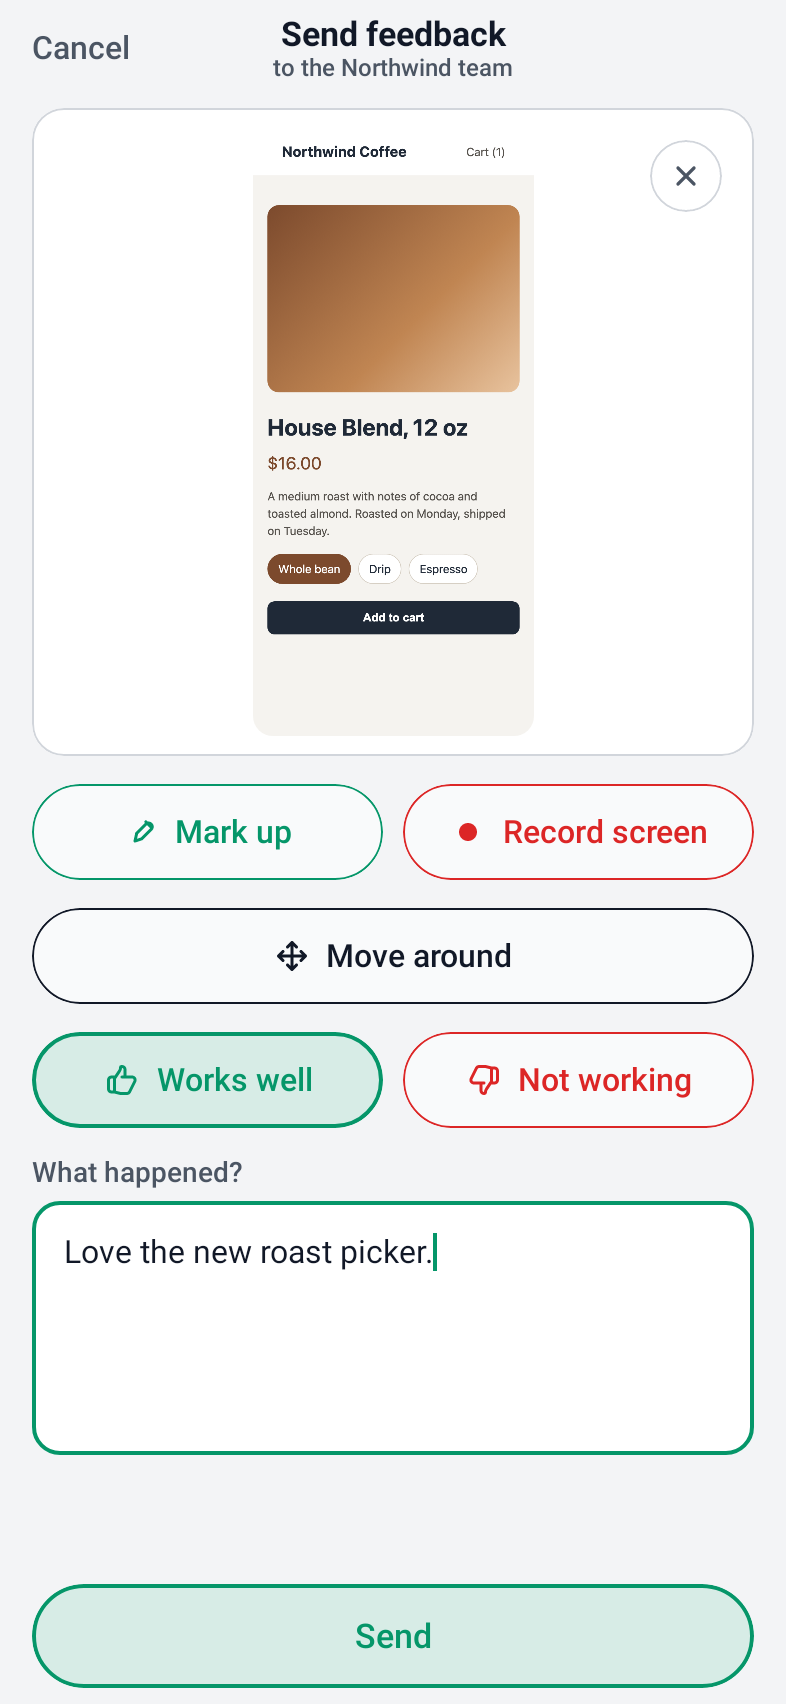 Cancel
Send feedback
to the Northwind team
Northwind Coffee
Cart (1)
House Blend, 12 oz
$16.00
A medium roast with notes of cocoa and
toasted almond. Roasted on Monday, shipped
on Tuesday.
Whole bean
Drip
Espresso
Add to cart
Mark up
Record screen
Move around
Works well
Not working
What happened?
Love the new roast picker.
Send